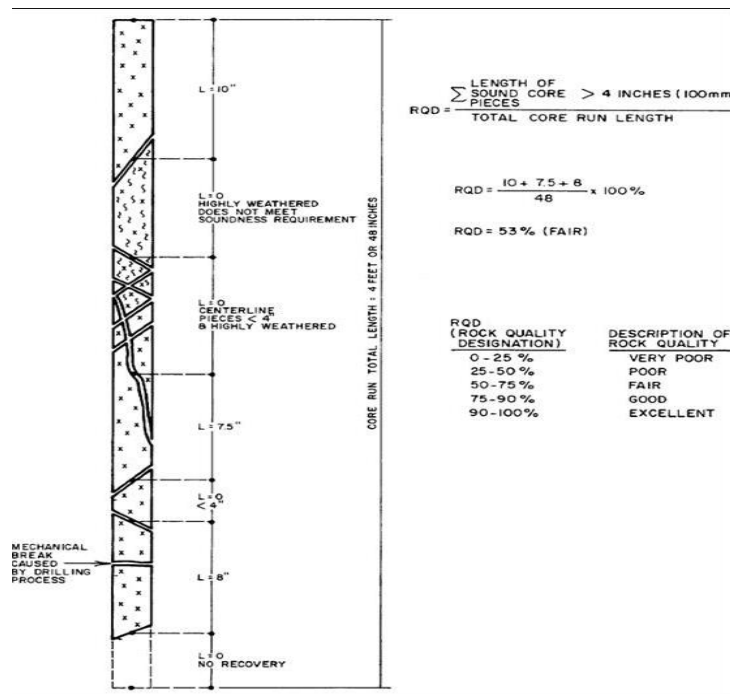 L = 10"
L = 0
HIGHLY WEATHERED
DOES NOT MEET
SOUNDNESS REQUIREMENT
L = 0
CENTERLINE
PIECES < 4"
& HIGHLY WEATHERED
L = 7.5"
L = 0
< 4"
MECHANICAL
BREAK
CAUSED
BY DRILLING
PROCESS
L = 8"
L = 0
NO RECOVERY
CORE RUN TOTAL LENGTH = 4 FEET OR 48 INCHES
RQD = Σ LENGTH OF
SOUND CORE > 4 INCHES (100mm
PIECES
TOTAL CORE RUN LENGTH
RQD = 10 + 7.5 + 8
48 x 100%
RQD = 53% (FAIR)
RQD
(ROCK QUALITY DESCRIPTION OF
DESIGNATION) ROCK QUALITY
0-25 % VERY POOR
25-50 % POOR
50-75 % FAIR
75-90 % GOOD
90-100% EXCELLENT